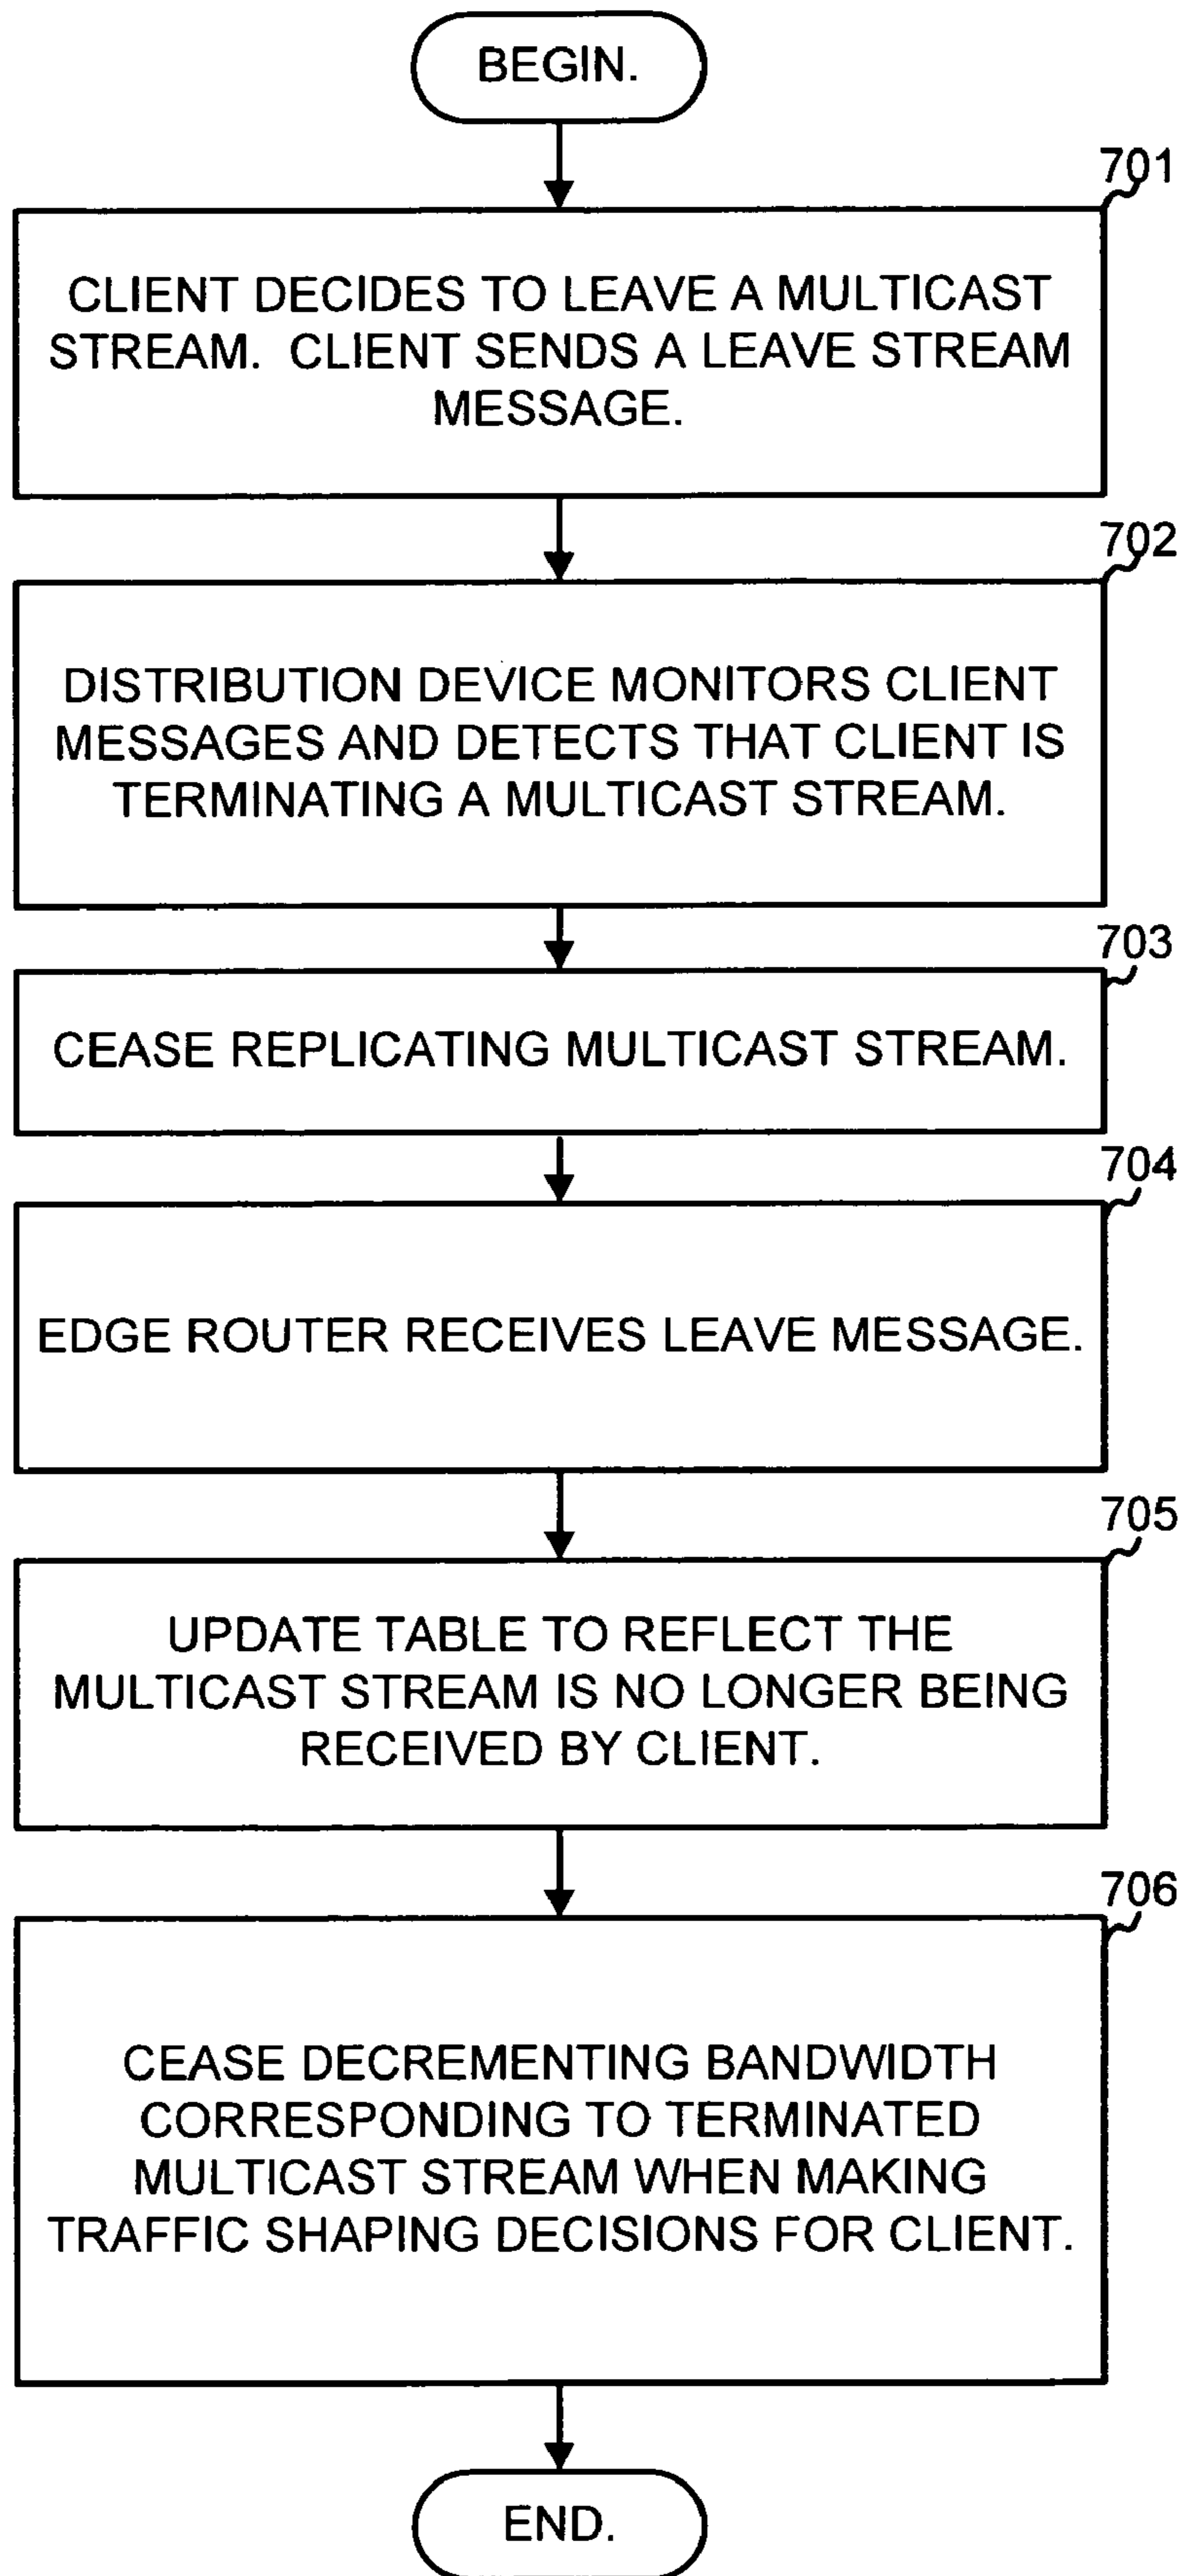 BEGIN.
701
CLIENT DECIDES TO LEAVE A MULTICAST
STREAM. CLIENT SENDS A LEAVE STREAM
MESSAGE.
702
DISTRIBUTION DEVICE MONITORS CLIENT
MESSAGES AND DETECTS THAT CLIENT IS
TERMINATING A MULTICAST STREAM.
703
CEASE REPLICATING MULTICAST STREAM.
704
EDGE ROUTER RECEIVES LEAVE MESSAGE.
705
UPDATE TABLE TO REFLECT THE
MULTICAST STREAM IS NO LONGER BEING
RECEIVED BY CLIENT.
706
CEASE DECREMENTING BANDWIDTH
CORRESPONDING TO TERMINATED
MULTICAST STREAM WHEN MAKING
TRAFFIC SHAPING DECISIONS FOR CLIENT.
END.